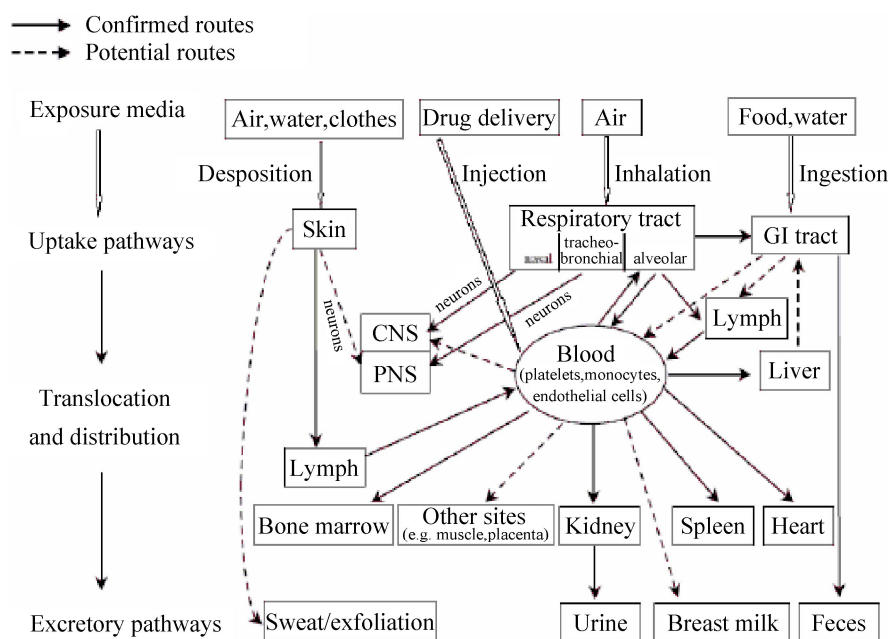 Confirmed routes
Potential routes
Exposure media
Air,water,clothes
Drug delivery
Air
Food,water
Desposition
Injection
Inhalation
Ingestion
Uptake pathways
Skin
Respiratory tract
nasal
tracheo-
bronchial
alveolar
GI tract
neurons
neurons
neurons
CNS
PNS
Lymph
Blood
(platelets,monocytes,
endothelial cells)
Liver
Translocation
and distribution
Lymph
Bone marrow
Other sites
(e.g. muscle,placenta)
Kidney
Spleen
Heart
Excretory pathways
Sweat/exfoliation
Urine
Breast milk
Feces